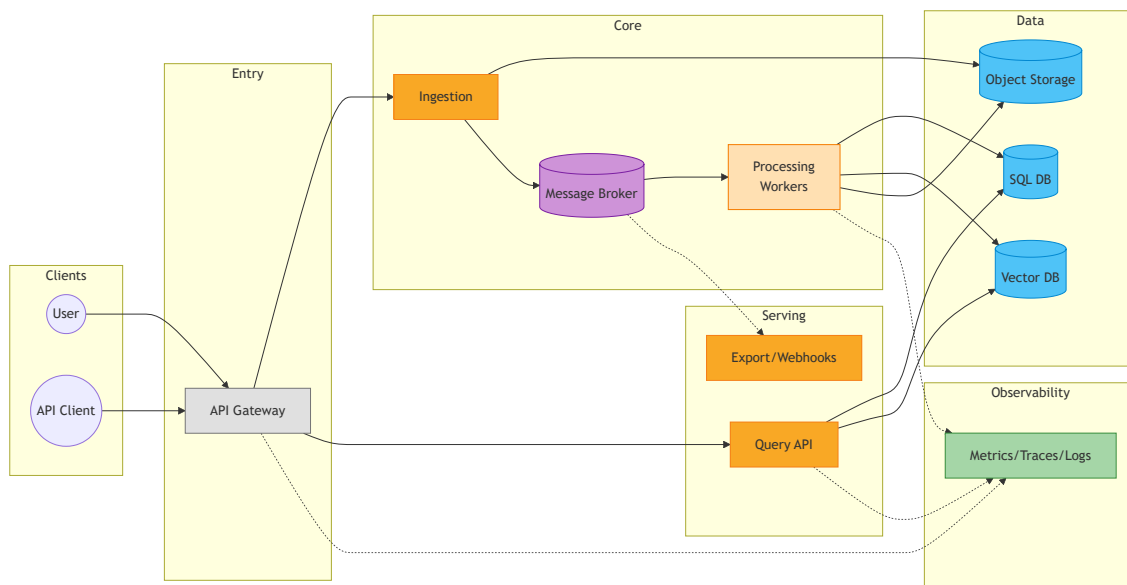 Clients
User
API Client
Entry
API Gateway
Core
Ingestion
Message Broker
Processing
Workers
Serving
Export/Webhooks
Query API
Data
Object Storage
SQL DB
Vector DB
Observability
Metrics/Traces/Logs